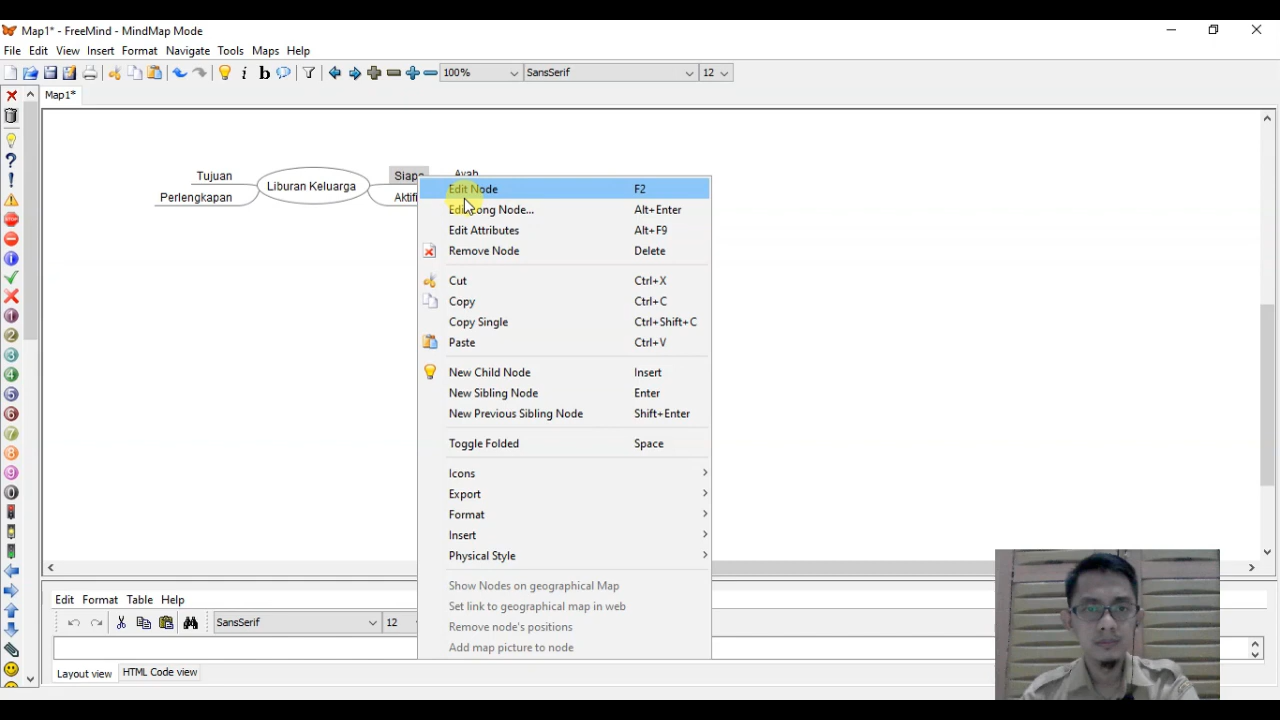 Map1* - FreeMind - MindMap Mode
File Edit View Insert Format Navigate Tools Maps Help
100% SansSerif 12
Map1*
Tujuan
Perlengkapan
Liburan Keluarga
Siapa
Ayah
Edit Node F2
Edit Long Node... Alt+Enter
Edit Attributes Alt+F9
Remove Node Delete
Cut Ctrl+X
Copy Ctrl+C
Copy Single Ctrl+Shift+C
Paste Ctrl+V
New Child Node Insert
New Sibling Node Enter
New Previous Sibling Node Shift+Enter
Toggle Folded Space
Icons
Export
Format
Insert
Physical Style
Show Nodes on geographical Map
Set link to geographical map in web
Remove node's positions
Add map picture to node
Edit Format Table Help
SansSerif 12
Layout view HTML Code view